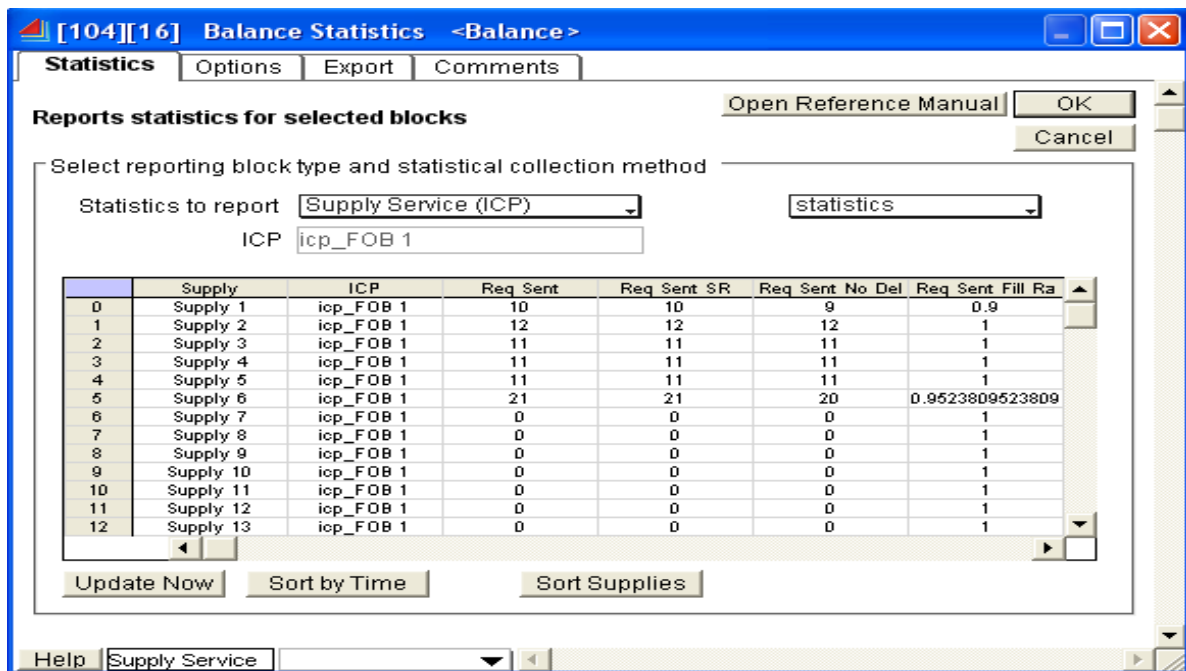 [104][16] Balance Statistics <Balance>
Statistics Options Export Comments
Open Reference Manual OK
Reports statistics for selected blocks
Cancel
Select reporting block type and statistical collection method
Statistics to report Supply Service (ICP) statistics
ICP icp_FOB 1
Supply ICP Req Sent Req Sent SR Req Sent No Del Req Sent Fill Ra
0 Supply 1 icp_FOB 1 10 10 9 0.9
1 Supply 2 icp_FOB 1 12 12 12 1
2 Supply 3 icp_FOB 1 11 11 11 1
3 Supply 4 icp_FOB 1 11 11 11 1
4 Supply 5 icp_FOB 1 11 11 11 1
5 Supply 6 icp_FOB 1 21 21 20 0.9523809523809
6 Supply 7 icp_FOB 1 0 0 0 1
7 Supply 8 icp_FOB 1 0 0 0 1
8 Supply 9 icp_FOB 1 0 0 0 1
9 Supply 10 icp_FOB 1 0 0 0 1
10 Supply 11 icp_FOB 1 0 0 0 1
11 Supply 12 icp_FOB 1 0 0 0 1
12 Supply 13 icp_FOB 1 0 0 0 1
Update Now Sort by Time Sort Supplies
Help Supply Service